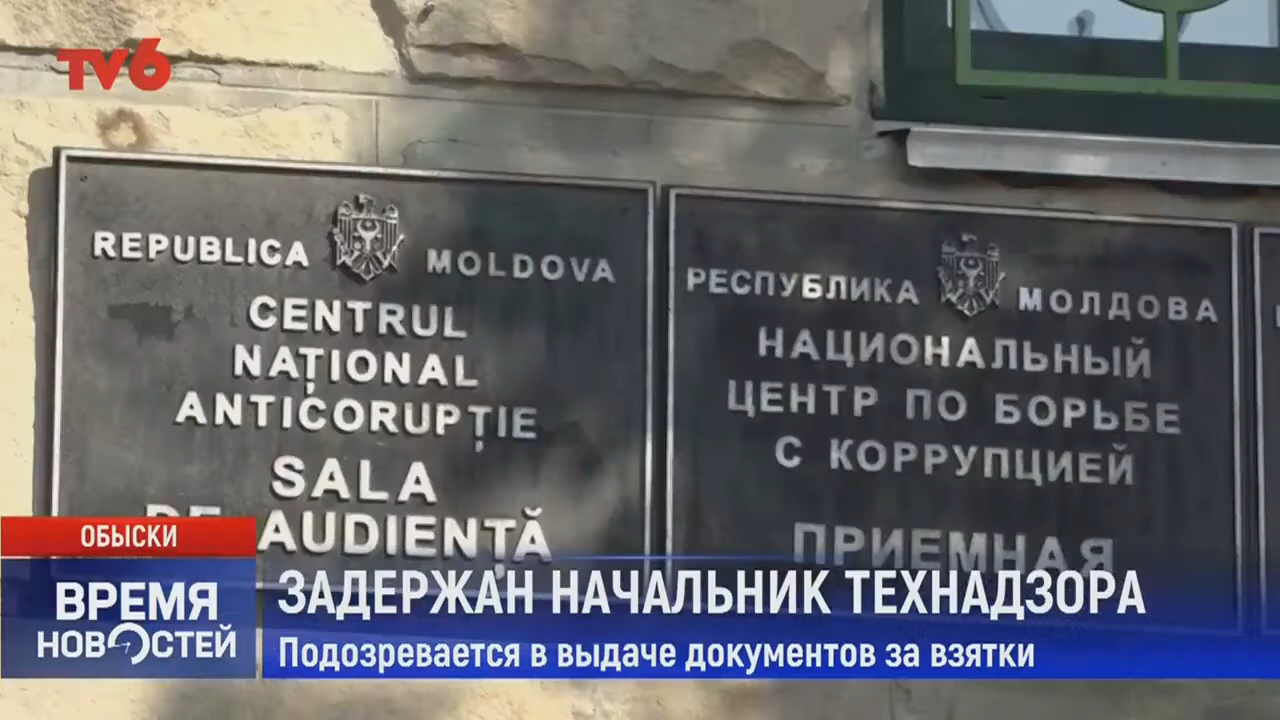 TV6
REPUBLICA MOLDOVA
CENTRUL
NAȚIONAL
ANTICORUPȚIE
SALA
DE AUDIENȚĂ
РЕСПУБЛИКА МОЛДОВА
НАЦИОНАЛЬНЫЙ
ЦЕНТР ПО БОРЬБЕ
С КОРРУПЦИЕЙ
ПРИЕМНАЯ
ОБЫСКИ
ВРЕМЯ
НОВОСТЕЙ
ЗАДЕРЖАН НАЧАЛЬНИК ТЕХНАДЗОРА
Подозревается в выдаче документов за взятки